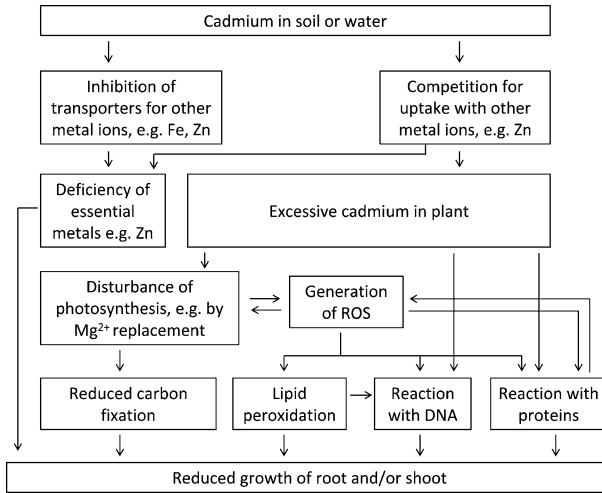 Cadmium in soil or water
Inhibition of
transporters for other
metal ions, e.g. Fe, Zn
Competition for
uptake with other
metal ions, e.g. Zn
Deficiency of
essential
metals e.g. Zn
Excessive cadmium in plant
Disturbance of
photosynthesis, e.g. by
Mg²⁺ replacement
Generation
of ROS
Reduced carbon
fixation
Lipid
peroxidation
Reaction
with DNA
Reaction with
proteins
Reduced growth of root and/or shoot